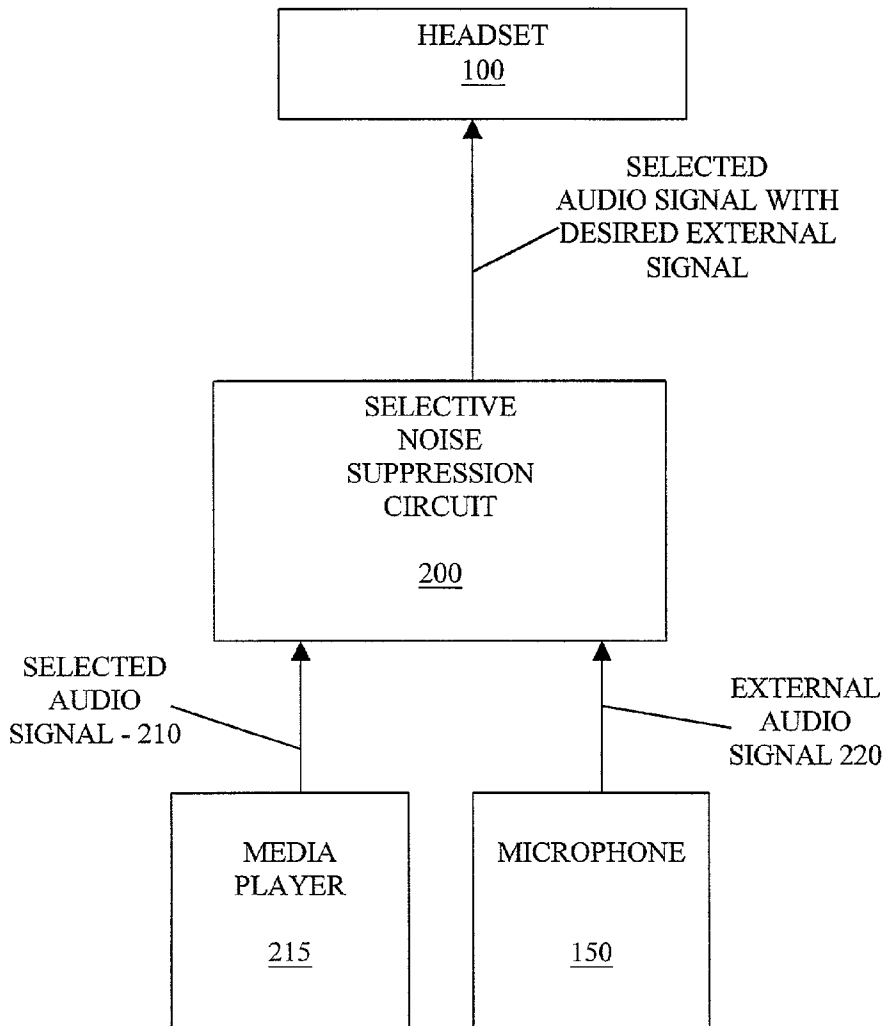 HEADSET
100
SELECTED
AUDIO SIGNAL WITH
DESIRED EXTERNAL
SIGNAL
SELECTIVE
NOISE
SUPPRESSION
CIRCUIT
200
SELECTED
AUDIO
SIGNAL - 210
EXTERNAL
AUDIO
SIGNAL 220
MEDIA
PLAYER
215
MICROPHONE
150